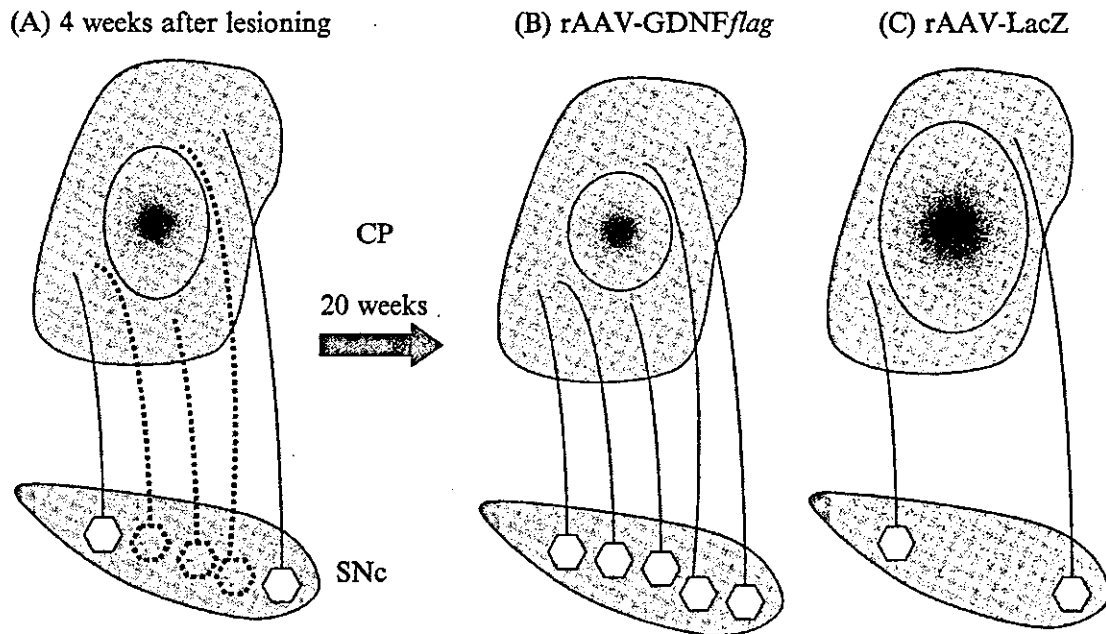 (A) 4 weeks after lesioning
(B) rAAV-GDNFflag
(C) rAAV-LacZ
CP
20 weeks
SNc